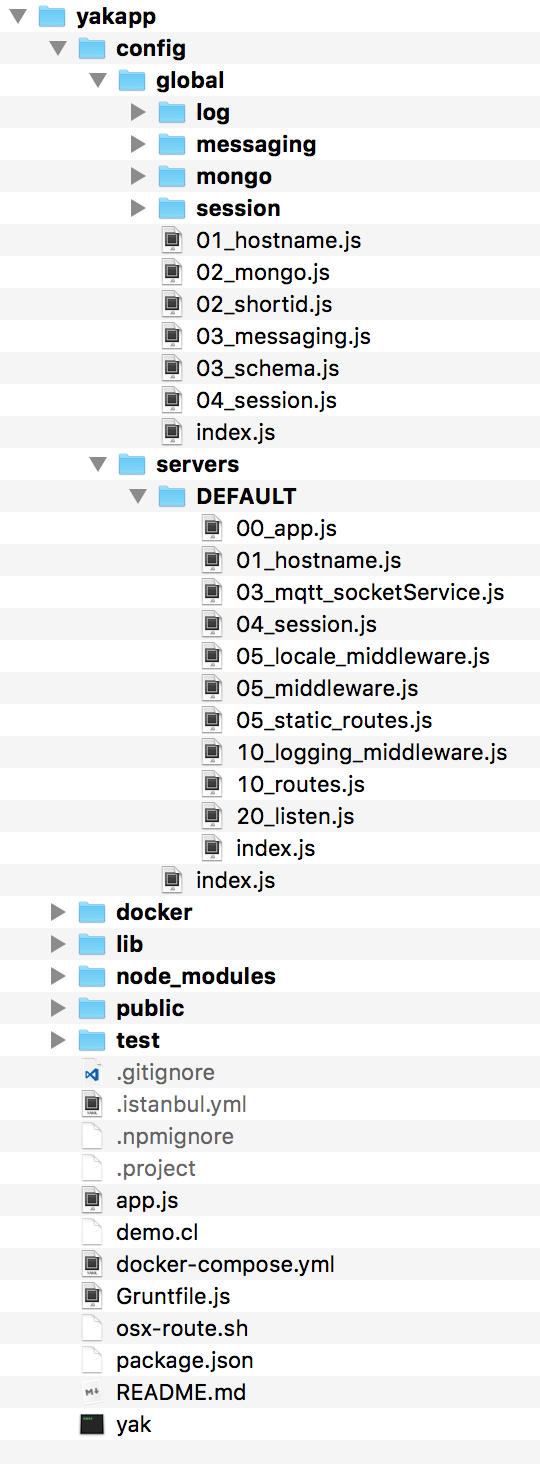 yakapp
config
global
log
messaging
mongo
session
01_hostname.js
02_mongo.js
02_shortid.js
03_messaging.js
03_schema.js
04_session.js
index.js
servers
DEFAULT
00_app.js
01_hostname.js
03_mqtt_socketService.js
04_session.js
05_locale_middleware.js
05_middleware.js
05_static_routes.js
10_logging_middleware.js
10_routes.js
20_listen.js
index.js
index.js
docker
lib
node_modules
public
test
.gitignore
.istanbul.yml
.npmignore
.project
app.js
demo.cl
docker-compose.yml
Gruntfile.js
osx-route.sh
package.json
README.md
yak